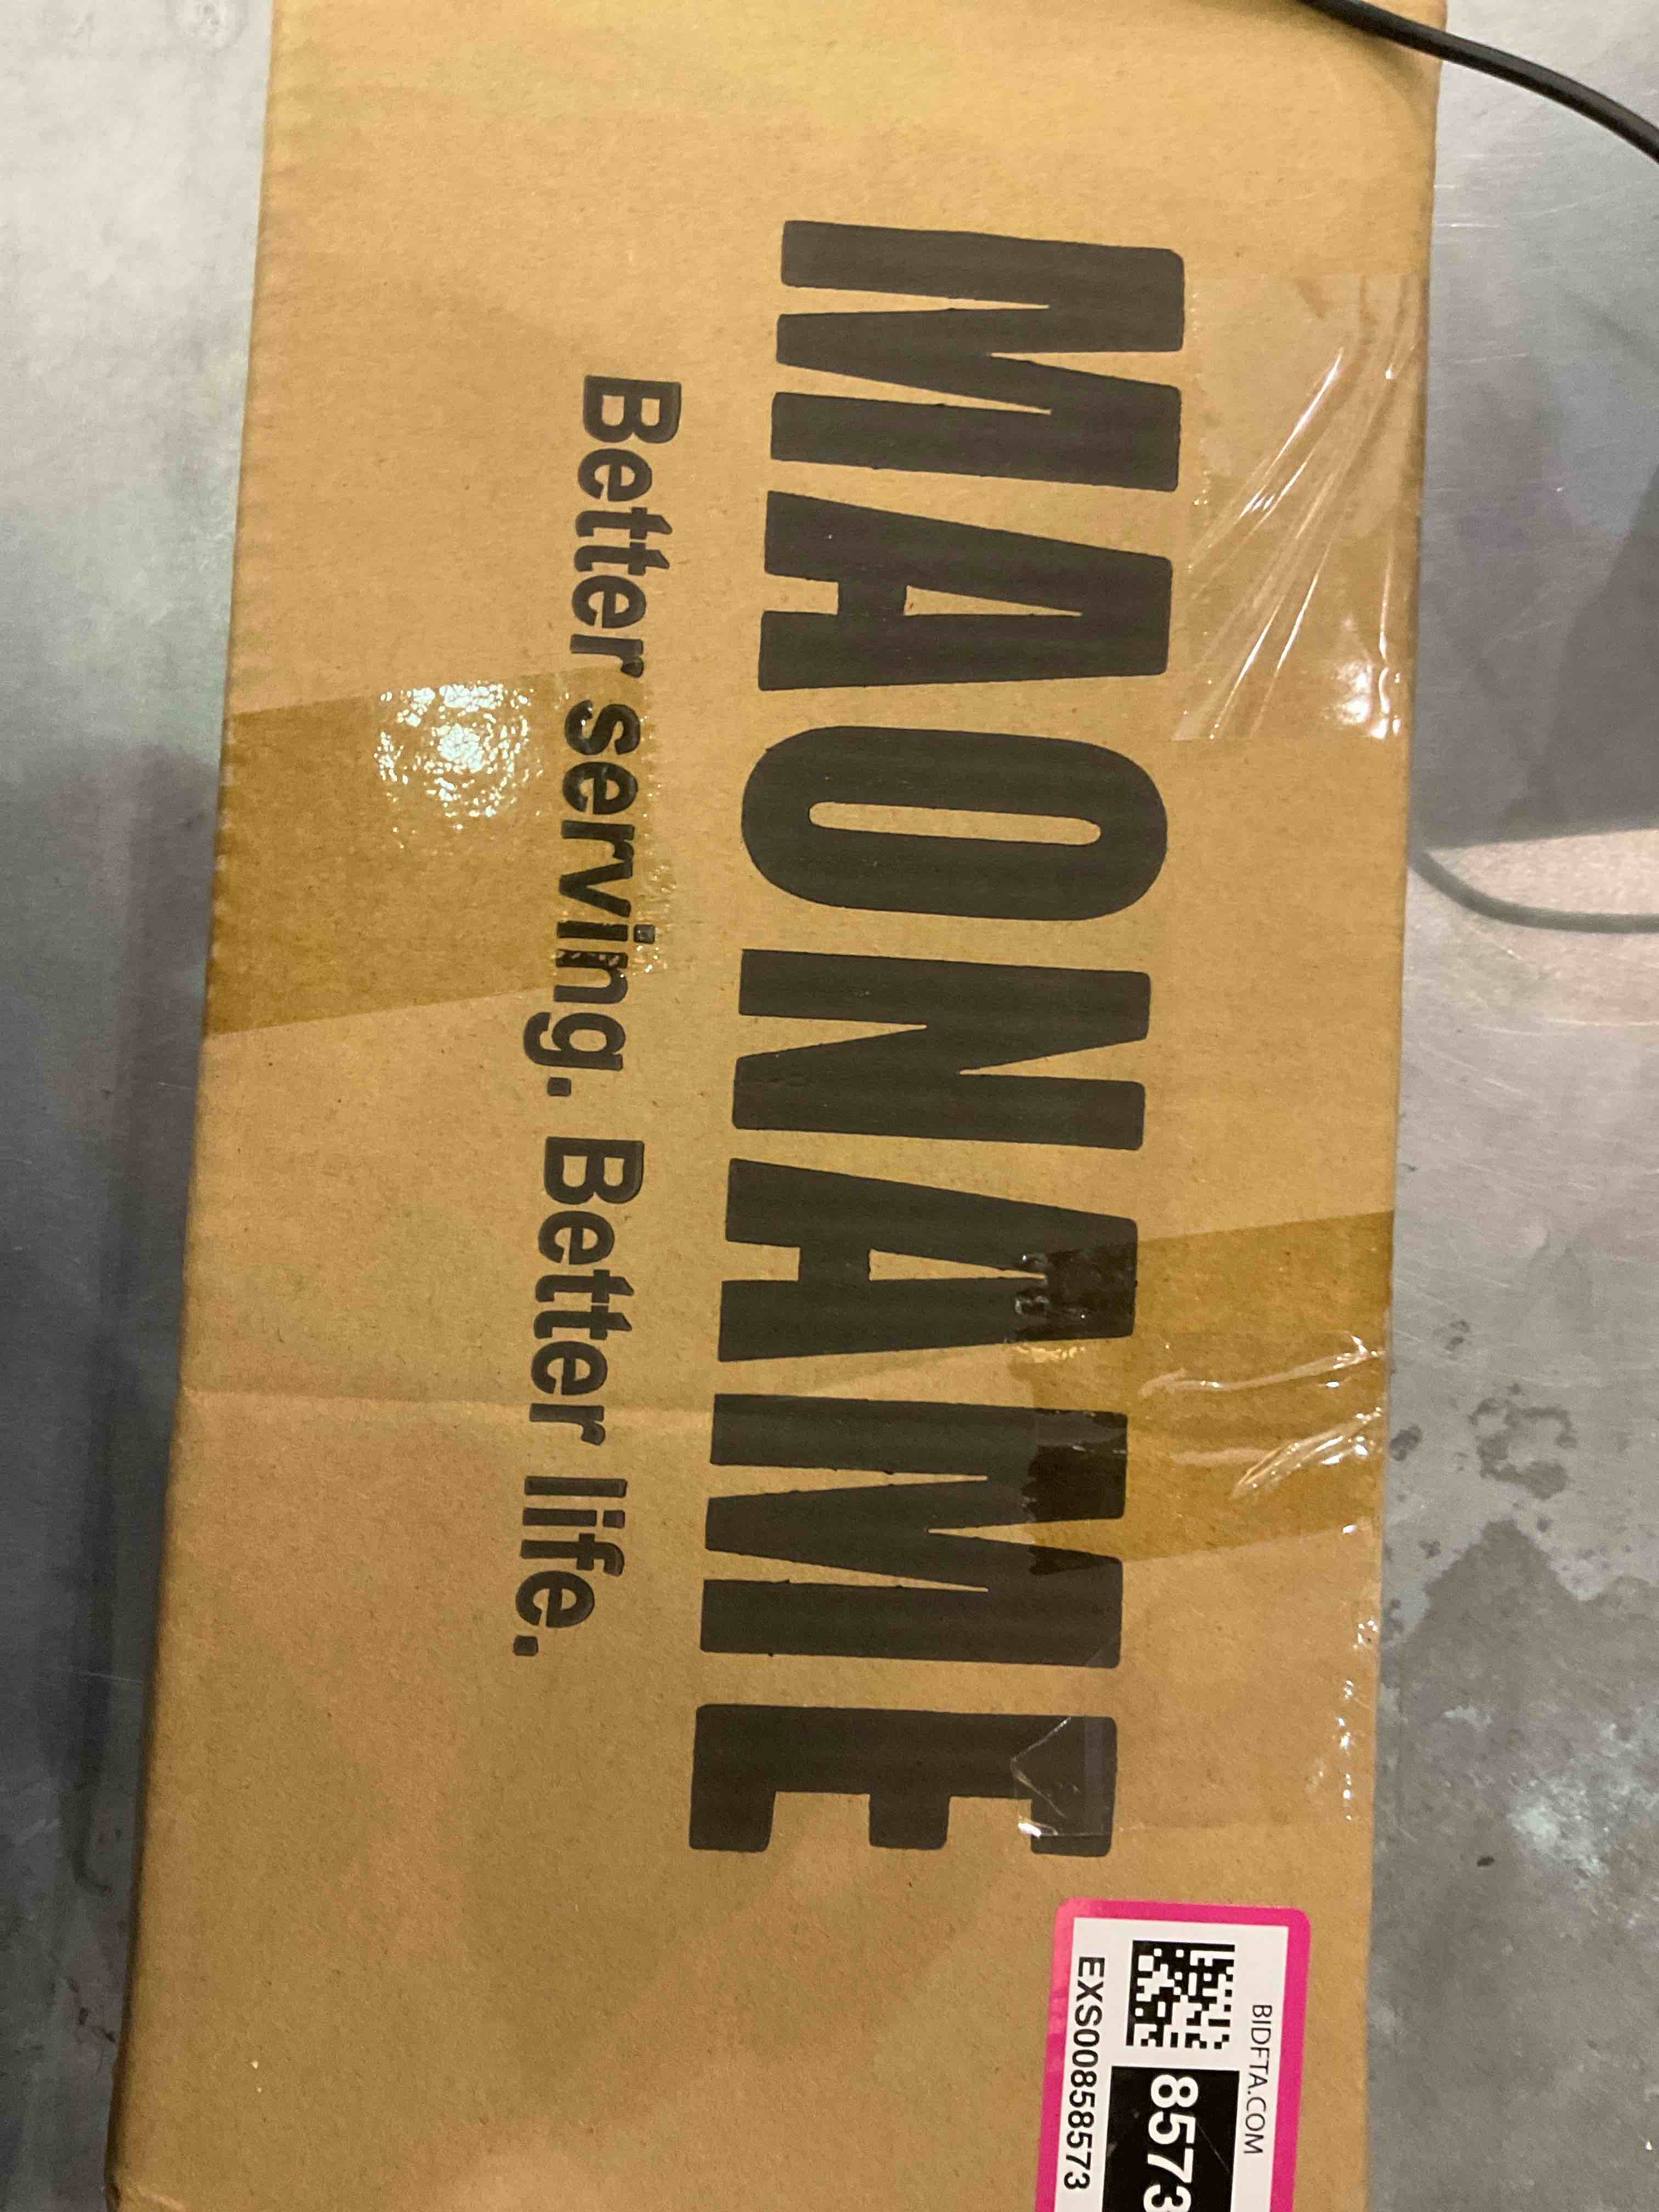 MAONAME
Better serving. Better life.
BIDFTA.COM
8573
EXS00858573